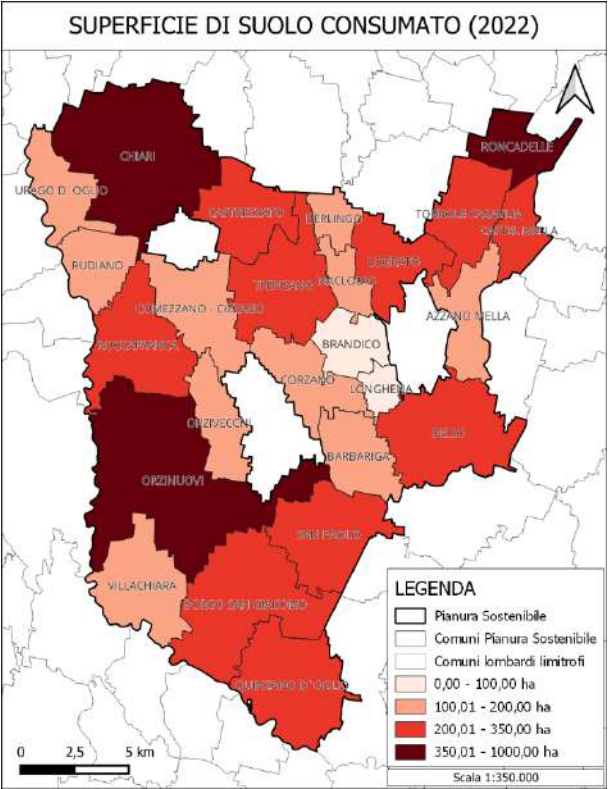 SUPERFICIE DI SUOLO CONSUMATO (2022)
CHIARI
RONCADELLE
URAGO D' OGLIO
CASTREZZATO
BERLINGO
TORBOLE CASAGLIA
CASTEL MELLA
RUDIANO
LOGRATO
TRENZANO
MACLODIO
COMEZZANO - CIZZAGO
AZZANO MELLA
ROCCAFRANCA
BRANDICO
CORZANO
LONGHENA
ORZIVECCHI
DELLO
BARBARIGA
ORZINUOVI
SAN PAOLO
VILLACHIARA
BORGO SAN GIACOMO
QUINZANO D' OGLIO
LEGENDA
Pianura Sostenibile
Comuni Pianura Sostenibile
Comuni lombardi limitrofi
0,00 - 100,00 ha
100,01 - 200,00 ha
200,01 - 350,00 ha
350,01 - 1000,00 ha
0 2,5 5 km
Scala 1:350.000